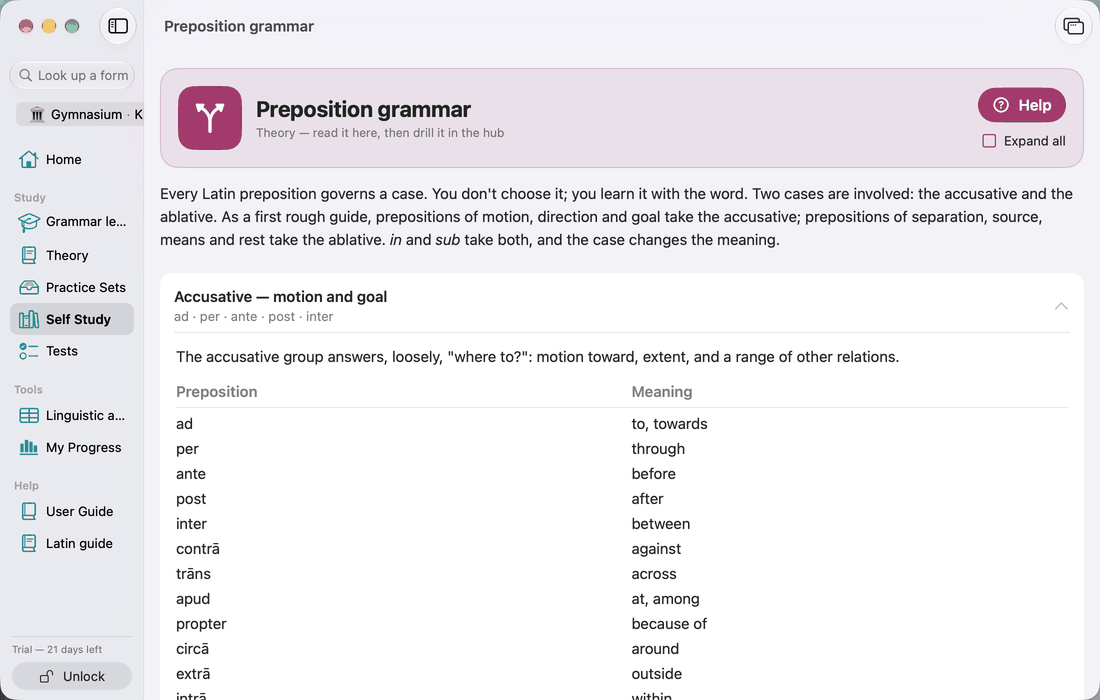 Preposition grammar
Look up a form
Gymnasium · K
Home
Study
Grammar le...
Theory
Practice Sets
Self Study
Tests
Tools
Linguistic a...
My Progress
Help
User Guide
Latin guide
Trial — 21 days left
Unlock
Preposition grammar
Theory — read it here, then drill it in the hub
Help
Expand all
Every Latin preposition governs a case. You don't choose it; you learn it with the word. Two cases are involved: the accusative and the
ablative. As a first rough guide, prepositions of motion, direction and goal take the accusative; prepositions of separation, source,
means and rest take the ablative. in and sub take both, and the case changes the meaning.
Accusative — motion and goal
ad · per · ante · post · inter
The accusative group answers, loosely, "where to?": motion toward, extent, and a range of other relations.
Preposition Meaning
ad to, towards
per through
ante before
post after
inter between
contrā against
trāns across
apud at, among
propter because of
circā around
extrā outside
intrā within